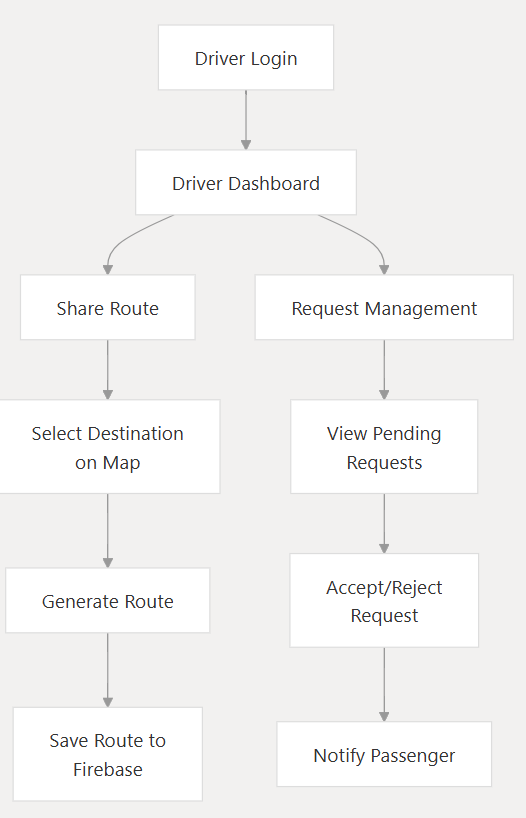 Driver Login
Driver Dashboard
Share Route
Request Management
Select Destination
on Map
View Pending
Requests
Generate Route
Accept/Reject
Request
Save Route to
Firebase
Notify Passenger